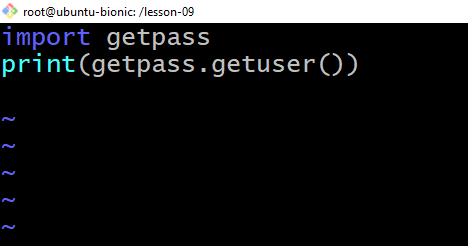 root@ubuntu-bionic: /lesson-09
import getpass
print(getpass.getuser())
~
~
~
~
~